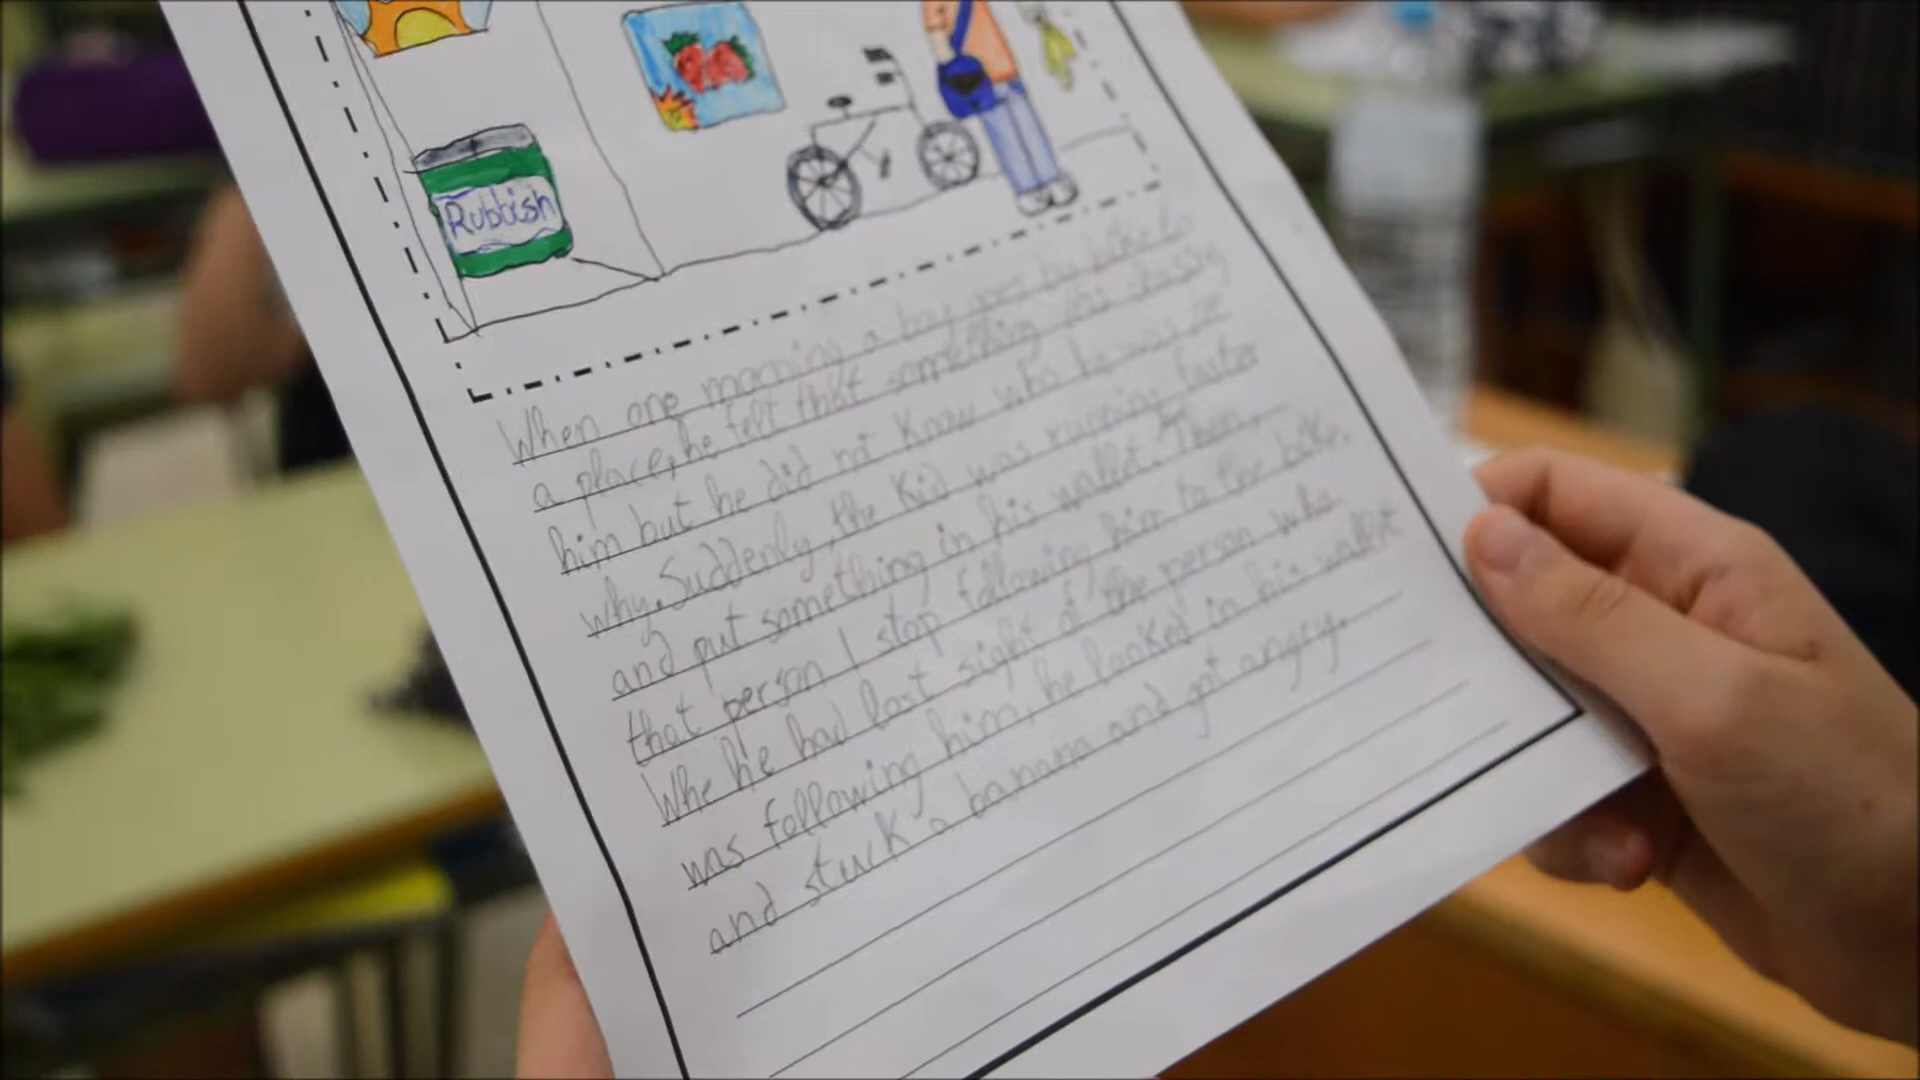 Rubbish
When one morning a boy his bike to
a place, he felt that something was
him but he did not know who he was or
why. Suddenly, the kid was running faster
and put something in his wallet. Then,
that person I stop following him to the bike.
Whe he had lost sight of the person who
was following him, he looked in his wallet
and stuck a banana and got angry.